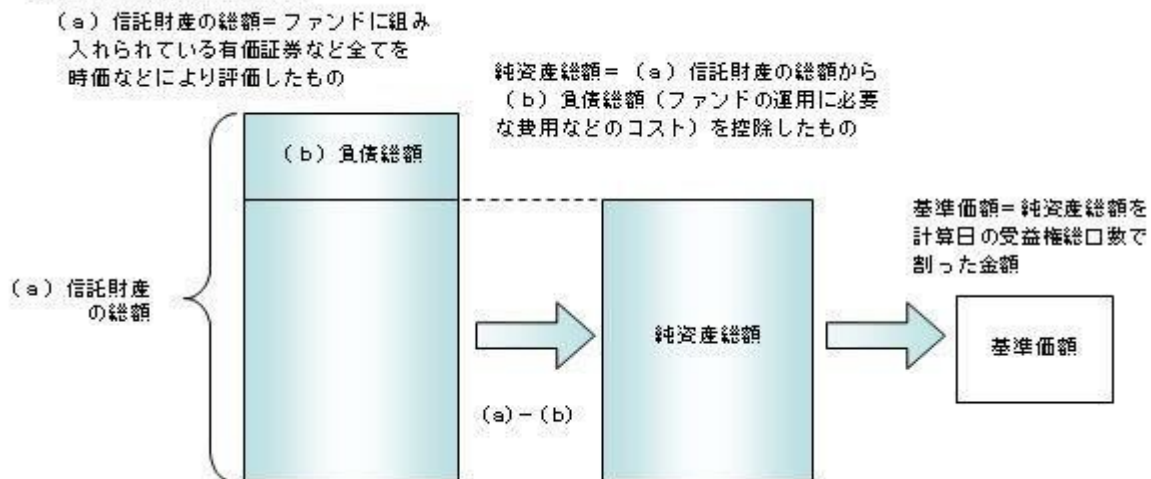 （a）信託財産の総額＝ファンドに組み
入れられている有価証券など全てを
時価などにより評価したもの
純資産総額＝（a）信託財産の総額から
（b）負債総額（ファンドの運用に必要
な費用などのコスト）を控除したもの
（b）負債総額
基準価額＝純資産総額を
計算日の受益権総口数で
割った金額
（a）信託財産
の総額
純資産総額
基準価額
（a）－（b）